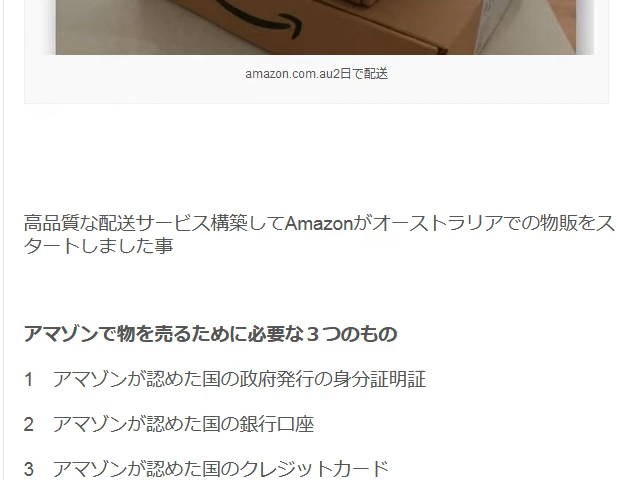 amazon.com.au2日で配送
高品質な配送サービス構築してAmazonがオーストラリアでの物販をス
タートしました事
アマゾンで物を売るために必要な３つのもの
1　アマゾンが認めた国の政府発行の身分証明証
2　アマゾンが認めた国の銀行口座
3　アマゾンが認めた国のクレジットカード